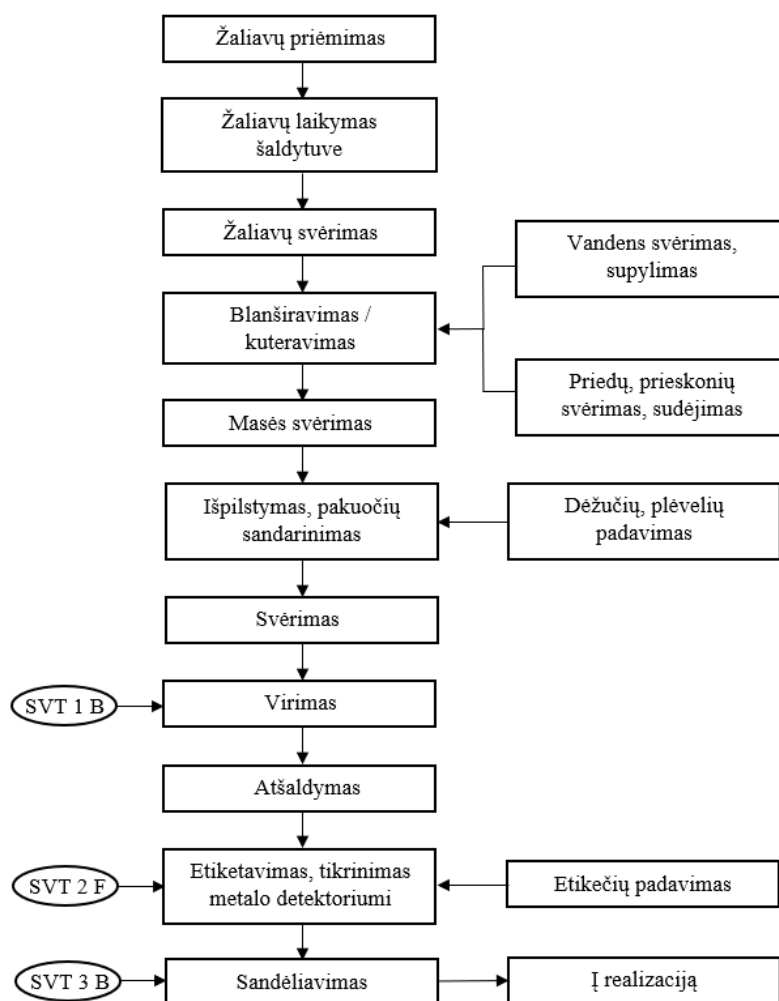 Žaliavų priėmimas
Žaliavų laikymas
šaldytuve
Žaliavų svėrimas
Vandens svėrimas,
supylimas
Blanširavimas /
kuteravimas
Priedų, prieskonių
svėrimas, sudėjimas
Masės svėrimas
Išpilstymas, pakuočių
sandarinimas
Dėžučių, plėvelių
padavimas
Svėrimas
SVT 1 B
Virimas
Atšaldymas
SVT 2 F
Etiketavimas, tikrinimas
metalo detektoriumi
Etikečių padavimas
SVT 3 B
Sandėliavimas
Į realizaciją